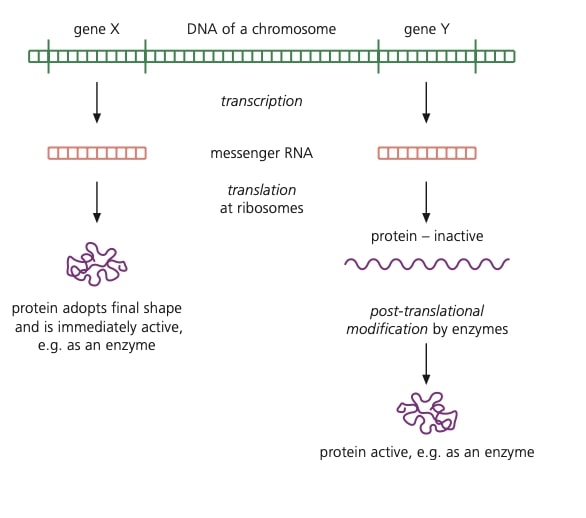 gene X
DNA of a chromosome
gene Y
transcription
messenger RNA
translation
at ribosomes
protein – inactive
protein adopts final shape
and is immediately active,
e.g. as an enzyme
post-translational
modification by enzymes
protein active, e.g. as an enzyme